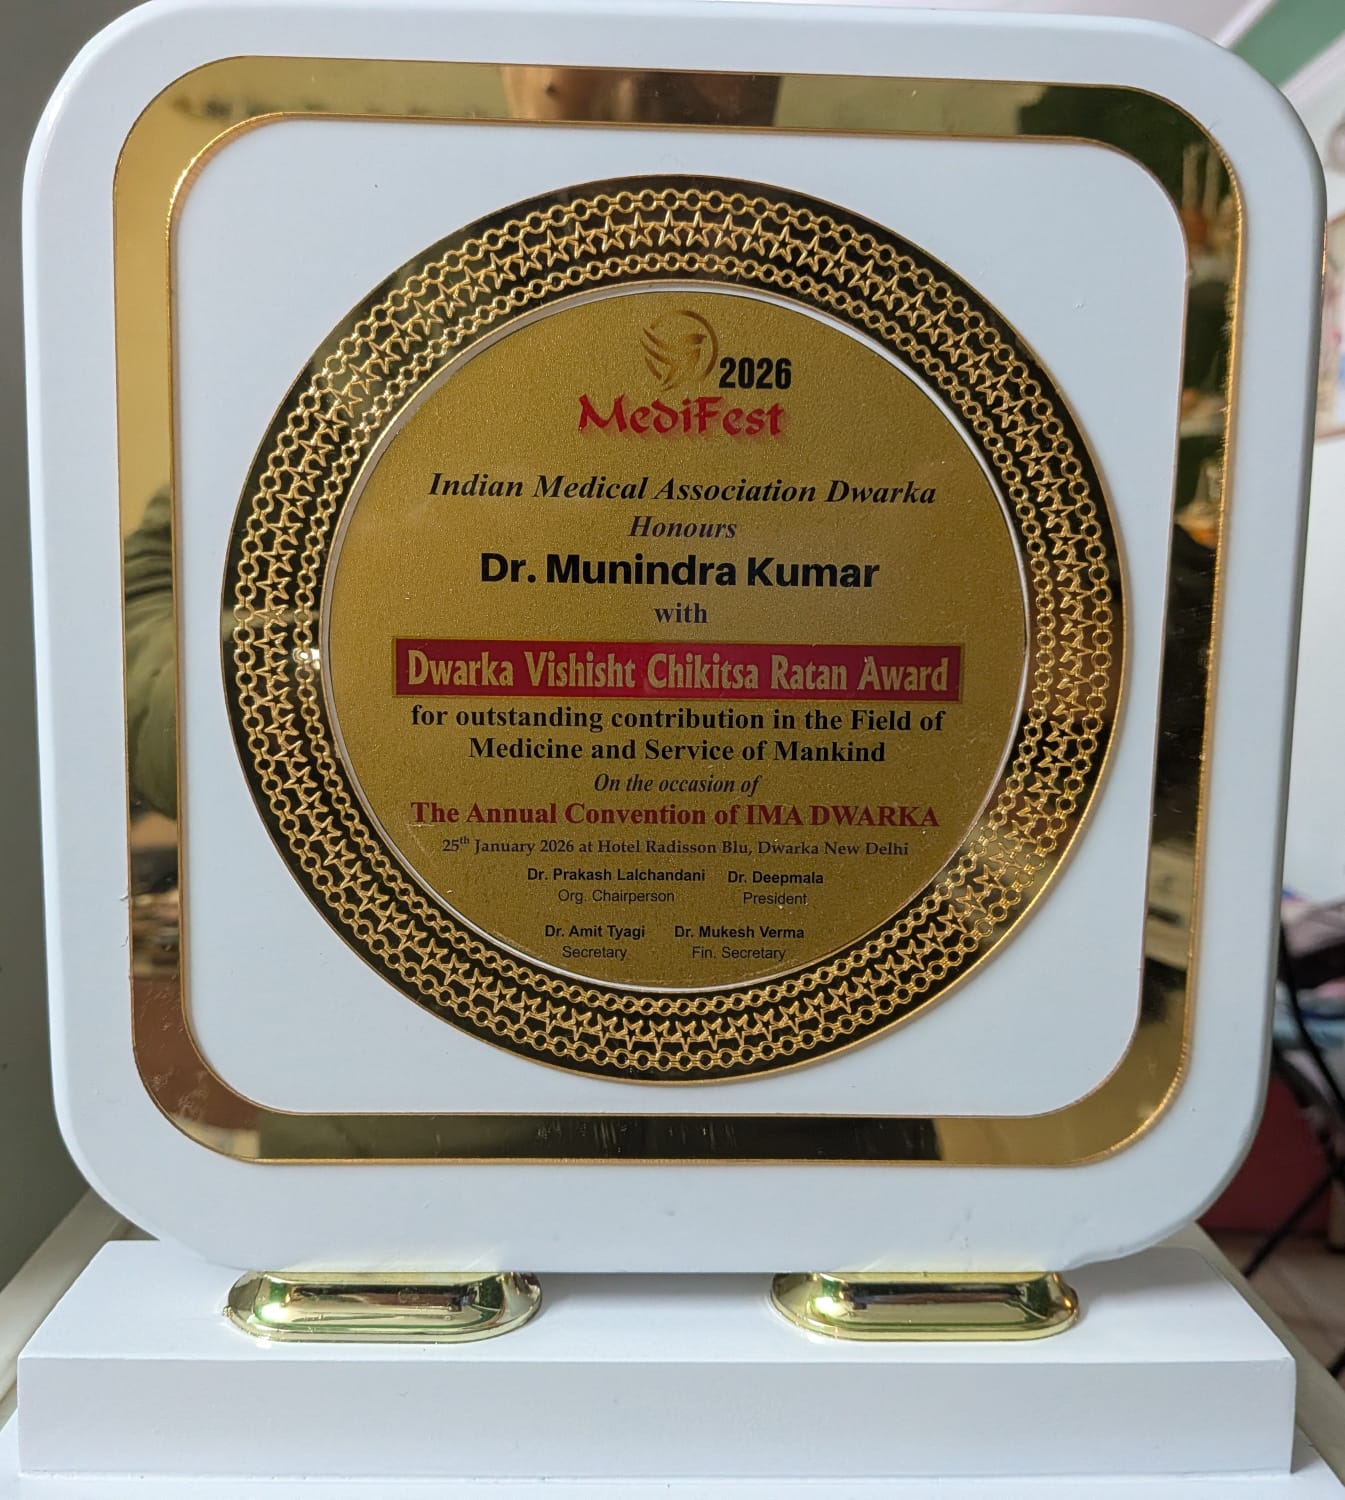 2026
MediFest
Indian Medical Association Dwarka
Honours
Dr. Munindra Kumar
with
Dwarka Vishisht Chikitsa Ratan Award
for outstanding contribution in the Field of
Medicine and Service of Mankind
On the occasion of
The Annual Convention of IMA DWARKA
25th January 2026 at Hotel Radisson Blu, Dwarka New Delhi
Dr. Prakash Lalchandani Dr. Deepmala
Org. Chairperson President
Dr. Amit Tyagi Dr. Mukesh Verma
Secretary Fin. Secretary